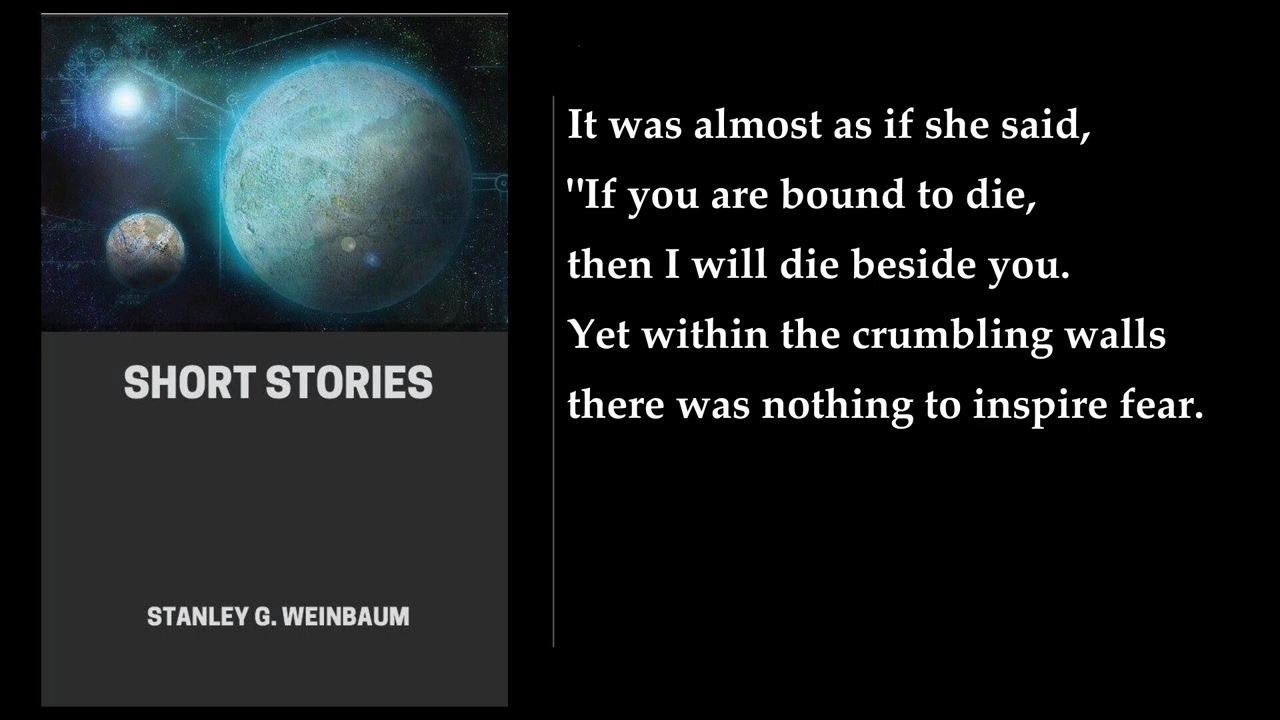 SHORT STORIES
STANLEY G. WEINBAUM
It was almost as if she said,
"If you are bound to die,
then I will die beside you.
Yet within the crumbling walls
there was nothing to inspire fear.